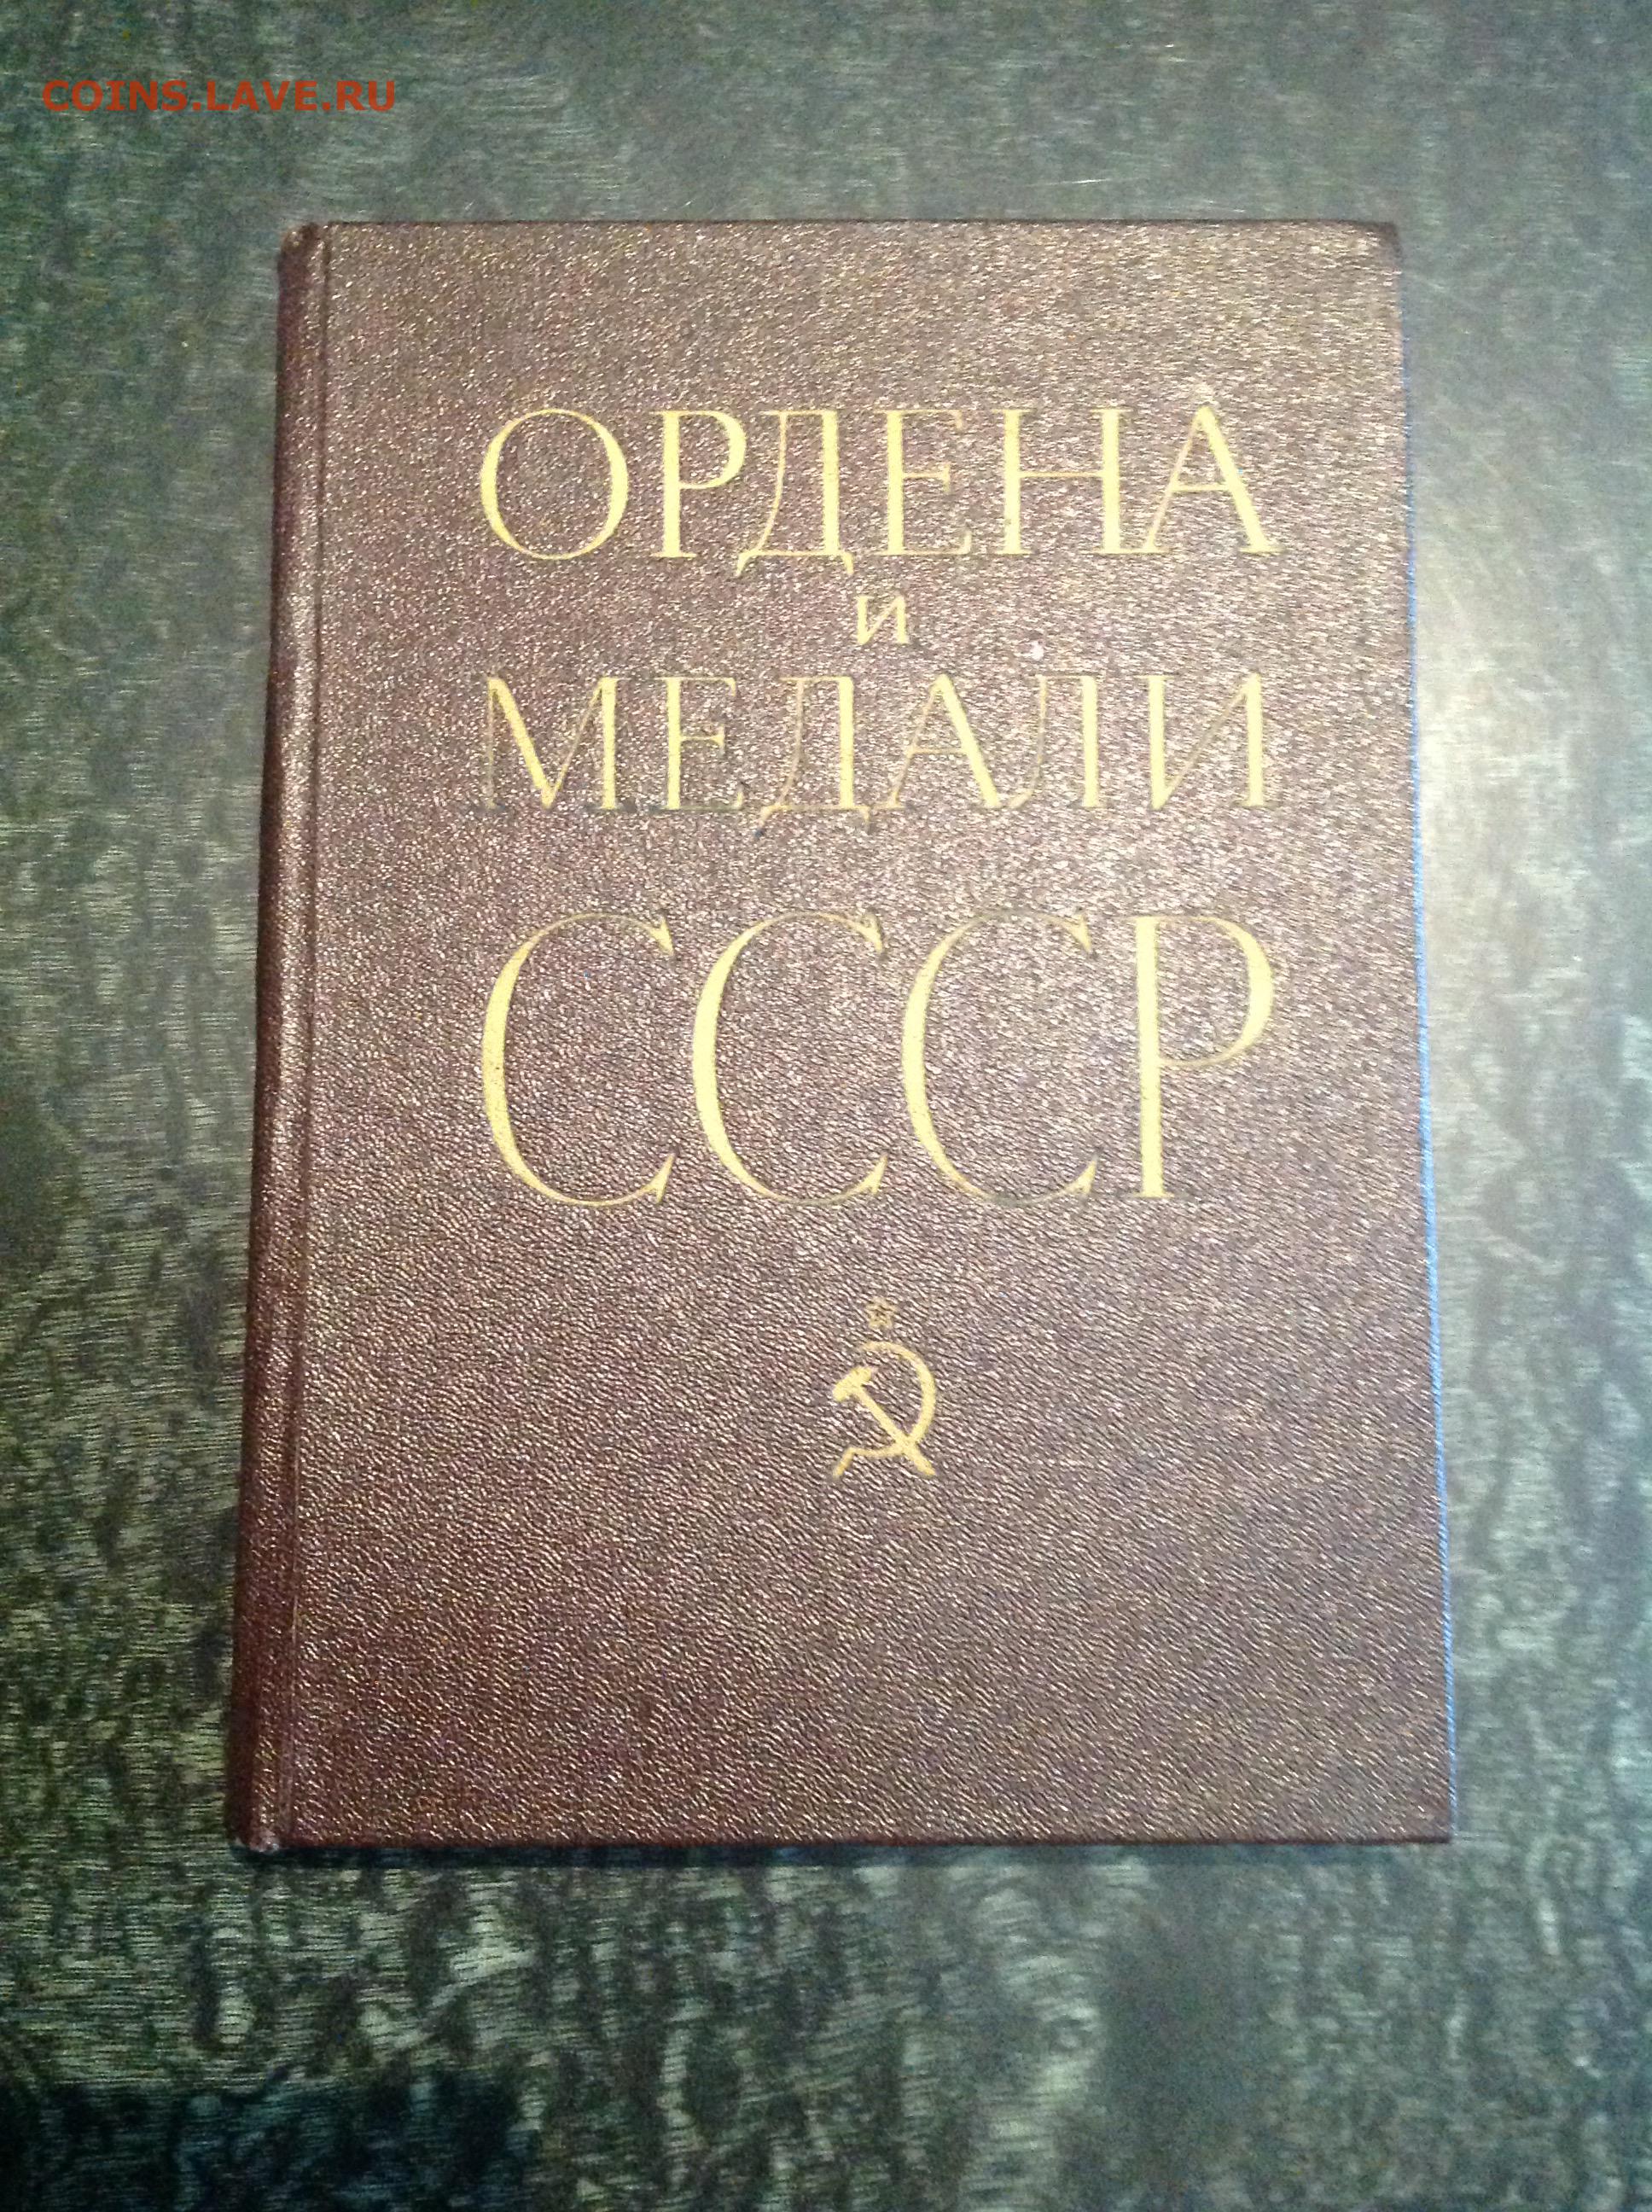 COINS.LAVE.RU
ОРДЕНА
и
МЕДАЛИ
СССР